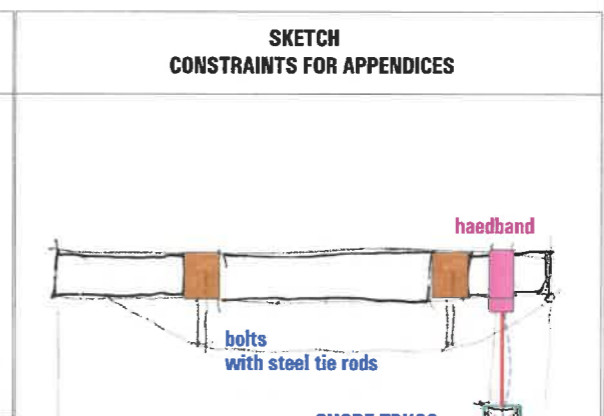 SKETCH
CONSTRAINTS FOR APPENDICES
haedband
bolts
with steel tie rods